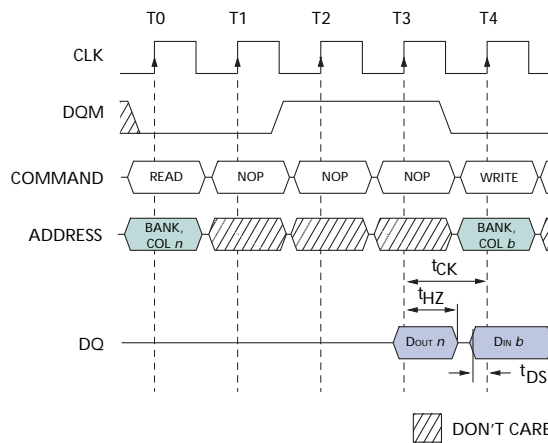 T0 T1 T2 T3 T4
CLK
DQM
COMMAND READ NOP NOP NOP WRITE
ADDRESS BANK, COL n BANK, COL b
tCK
tHZ
DQ DOUT n DIN b
tDS
DON'T CARE